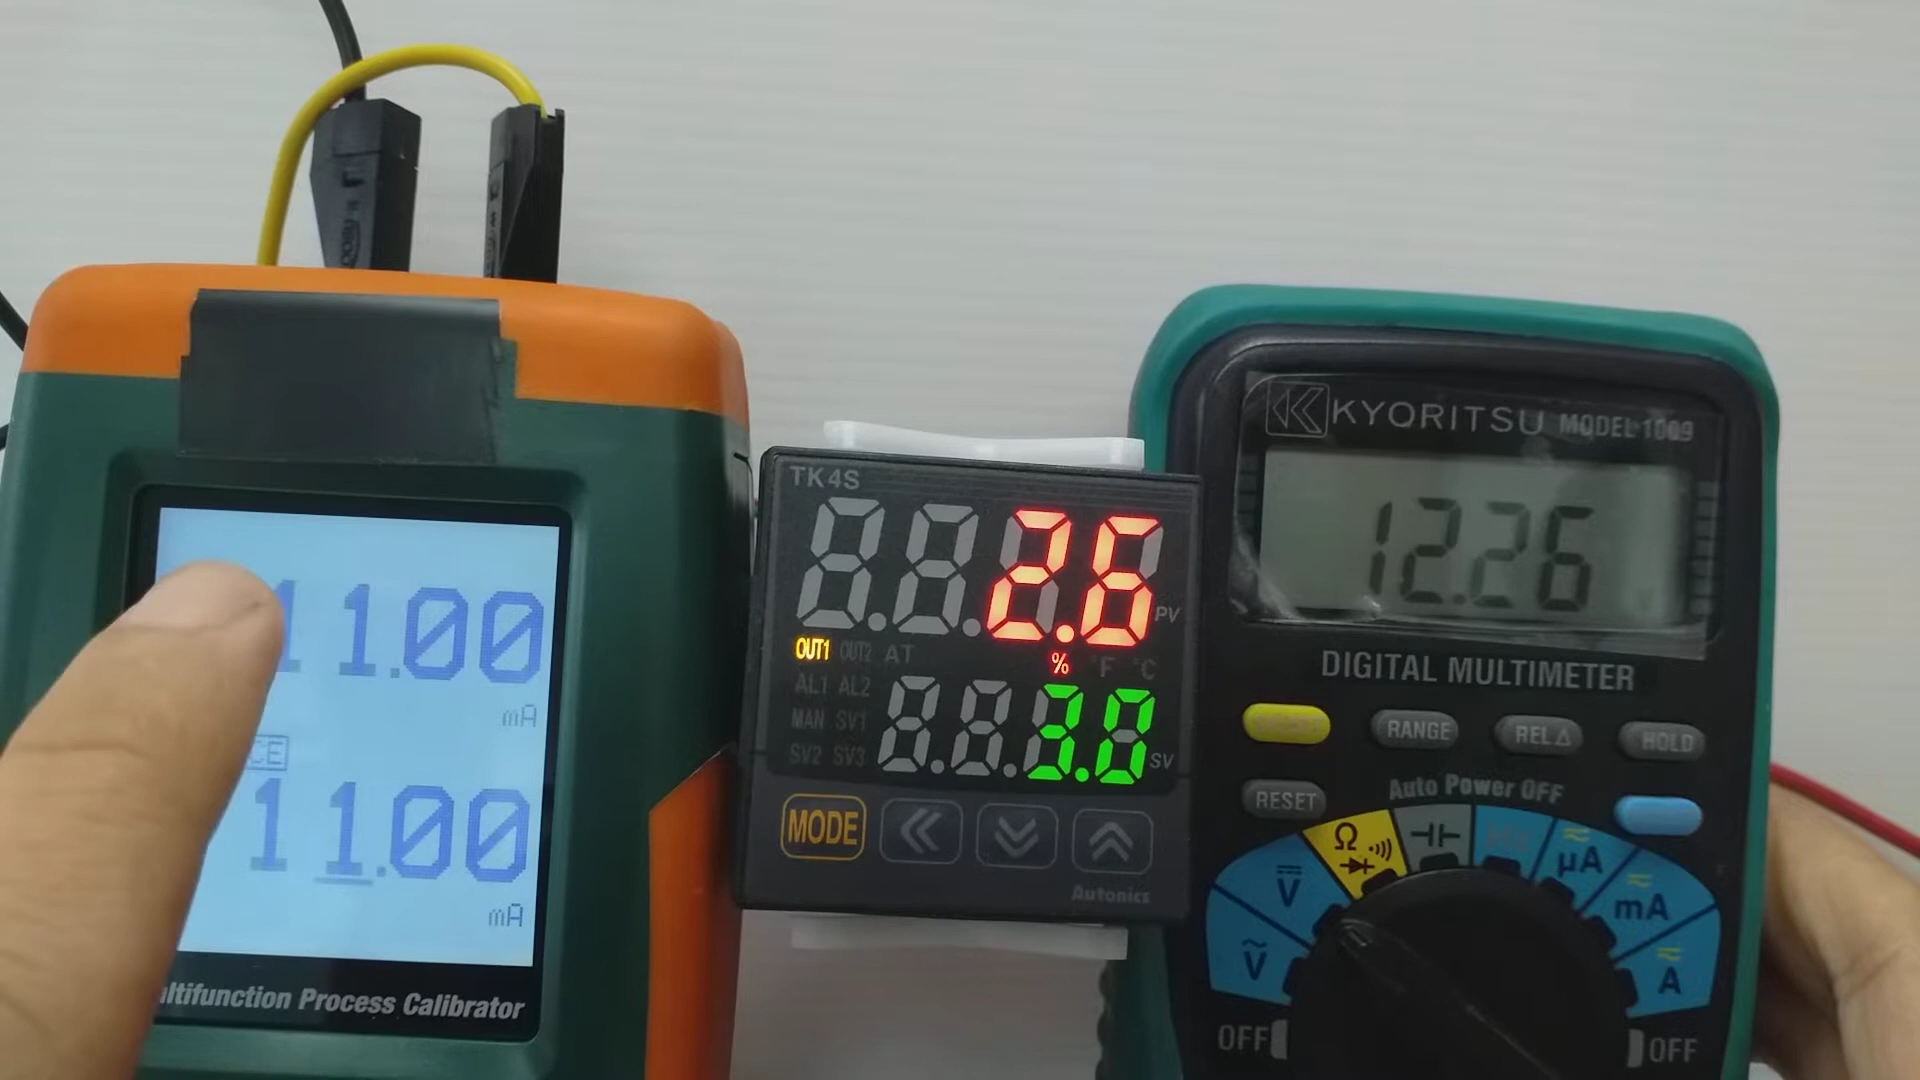 11.00
mA
11.00
mA
ltifunction Process Calibrator
TK4S
2.6
PV
OUT1 OUT2 AT
% °F °C
AL1 AL2
MAN SV1
SV2 SV3
3.0
SV
MODE
Autonics
KYORITSU MODEL 1009
12.26
DIGITAL MULTIMETER
RANGE REL△ HOLD
RESET
Auto Power OFF
Ω
Hz
μA
mA
A
V
V
OFF
OFF